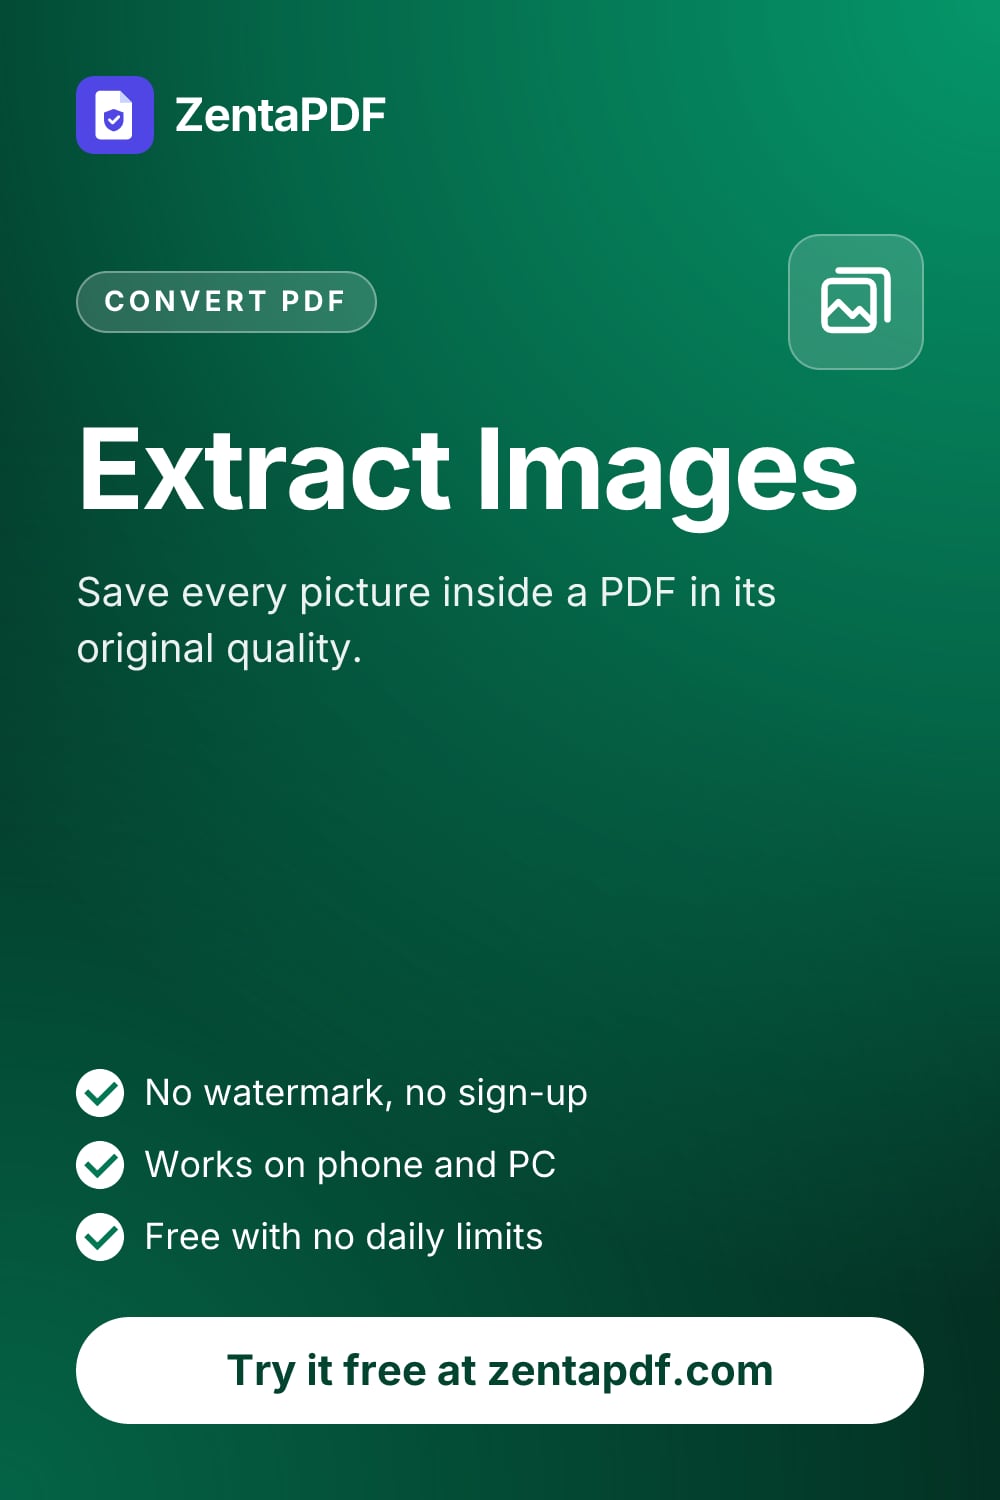 ZentaPDF
CONVERT PDF
Extract Images
Save every picture inside a PDF in its
original quality.
No watermark, no sign-up
Works on phone and PC
Free with no daily limits
Try it free at zentapdf.com